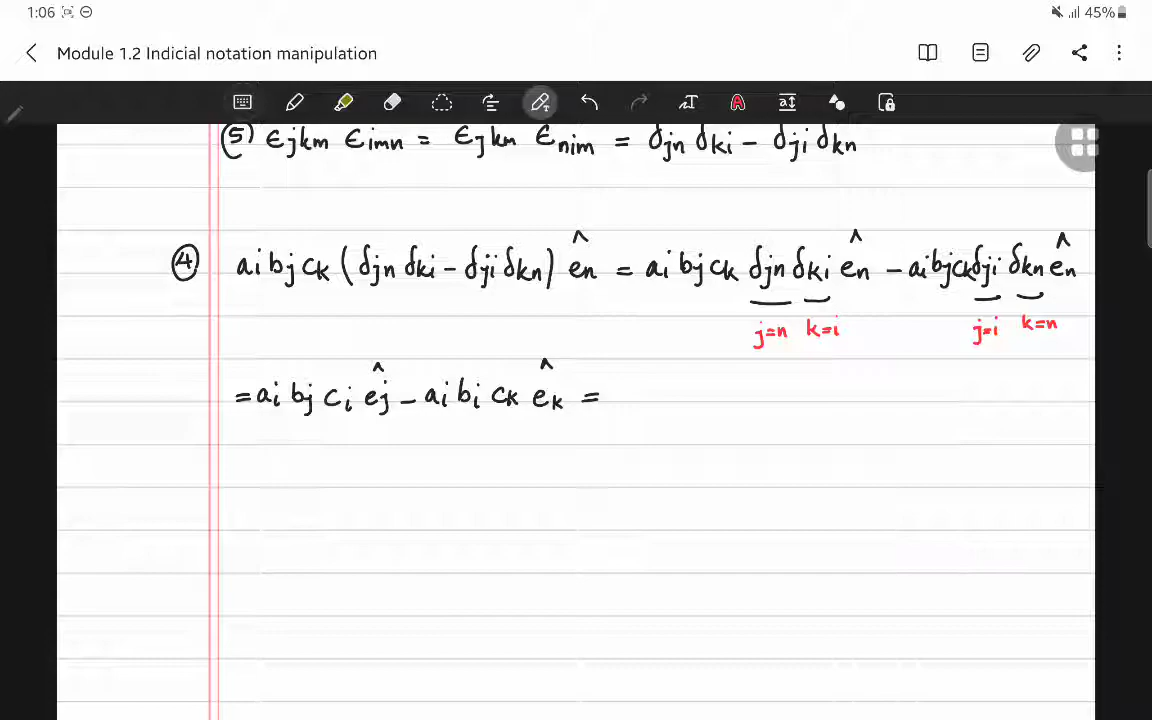 1:06
45%
Module 1.2 Indicial notation manipulation
⑤ ϵjkm ϵimn = ϵjkm ϵnim = δjn δki − δji δkn
④ ai bj ck (δjn δki − δji δkn) ên = ai bj ck δjn δki ên − ai bj ck δji δkn ên
j=n k=i j=i k=n
= ai bj ci êj − ai bi ck êk =